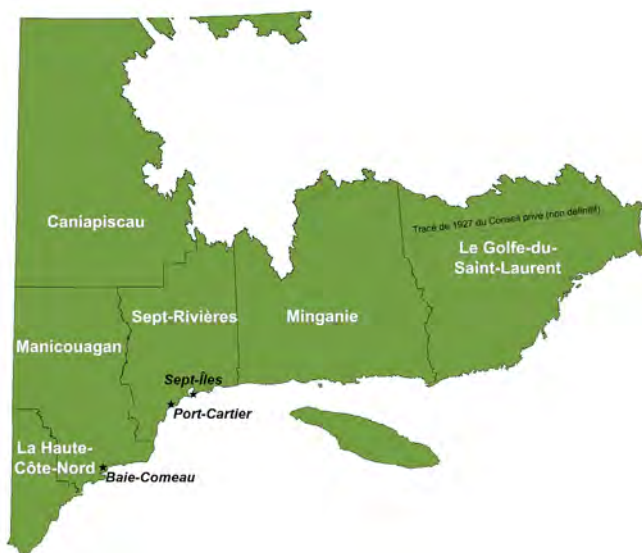 Caniapiscau
Tracé de 1927 du Conseil privé (non définitif)
Le Golfe-du-
Saint-Laurent
Sept-Rivières
Minganie
Manicouagan
Sept-Îles
Port-Cartier
La Haute-
Côte-Nord
Baie-Comeau